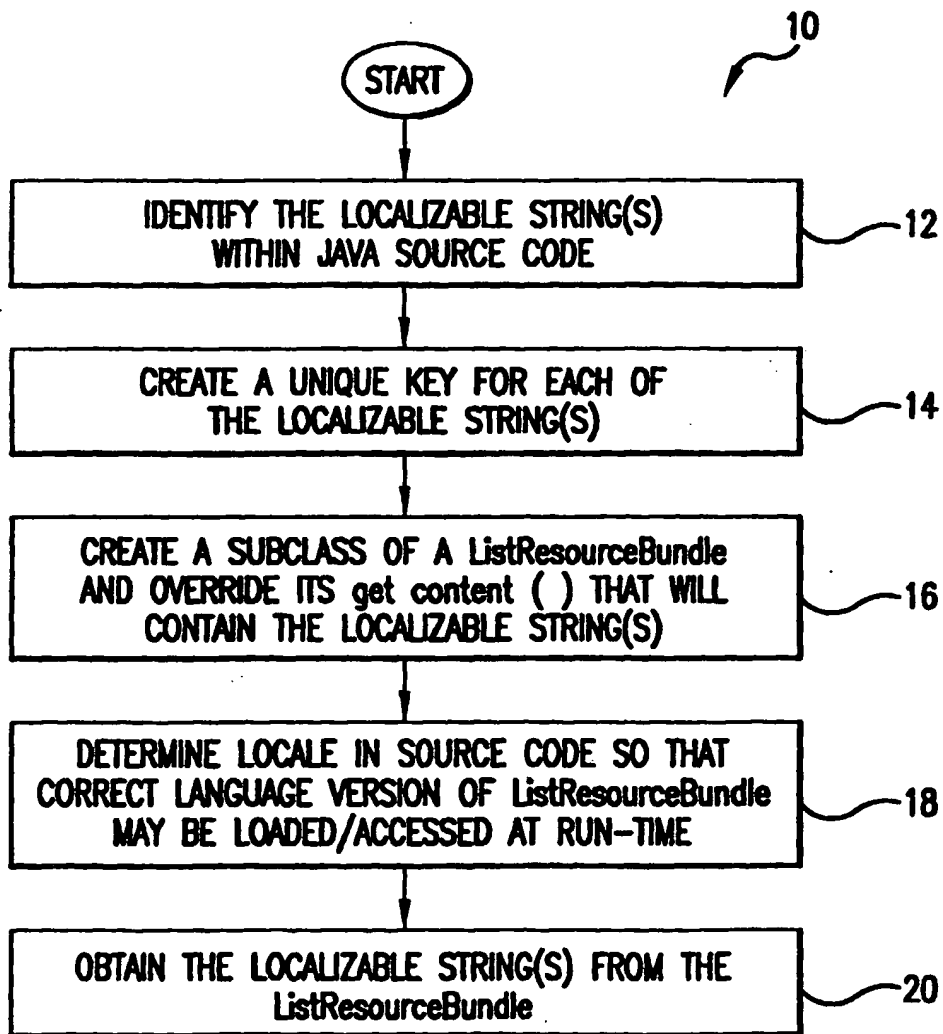 10
START
IDENTIFY THE LOCALIZABLE STRING(S)
WITHIN JAVA SOURCE CODE
12
CREATE A UNIQUE KEY FOR EACH OF
THE LOCALIZABLE STRING(S)
14
CREATE A SUBCLASS OF A ListResourceBundle
AND OVERRIDE ITS get content ( ) THAT WILL
CONTAIN THE LOCALIZABLE STRING(S)
16
DETERMINE LOCALE IN SOURCE CODE SO THAT
CORRECT LANGUAGE VERSION OF ListResourceBundle
MAY BE LOADED/ACCESSED AT RUN-TIME
18
OBTAIN THE LOCALIZABLE STRING(S) FROM THE
ListResourceBundle
20